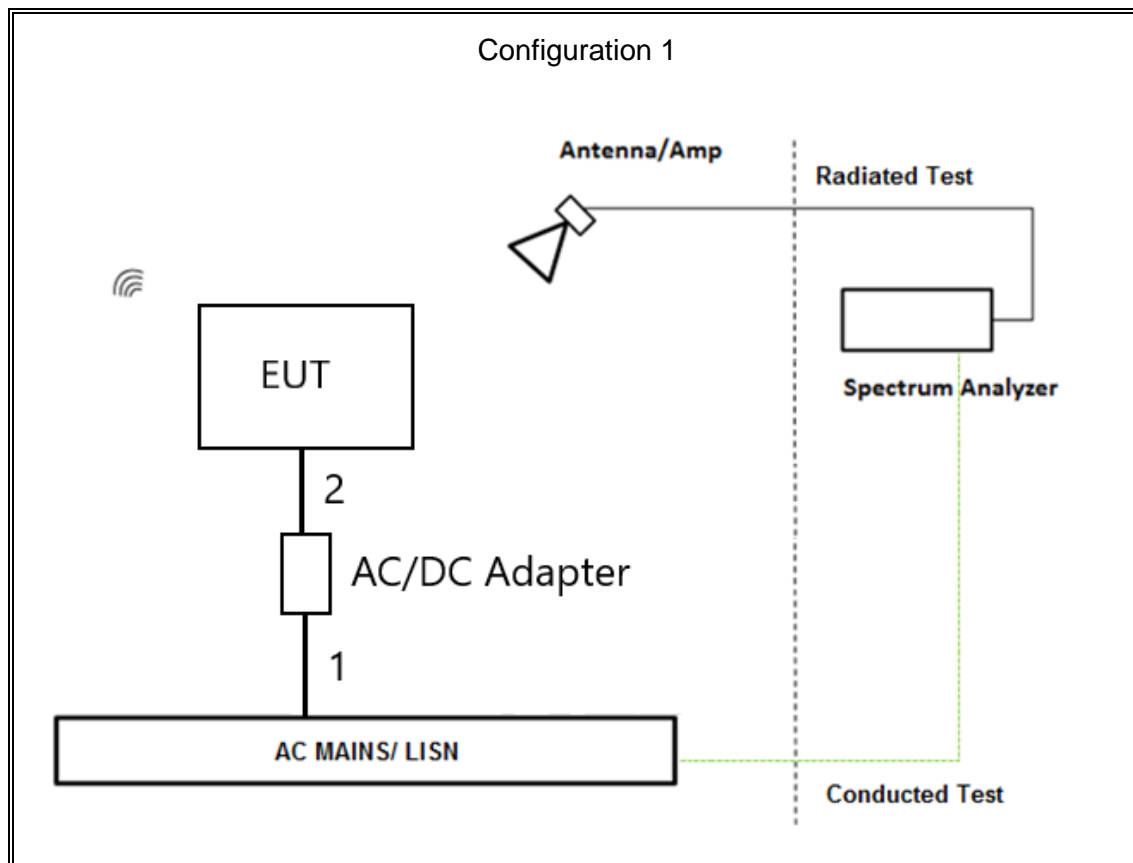 Configuration 1
Antenna/Amp
Radiated Test
EUT
Spectrum Analyzer
2
AC/DC Adapter
1
AC MAINS/ LISN
Conducted Test